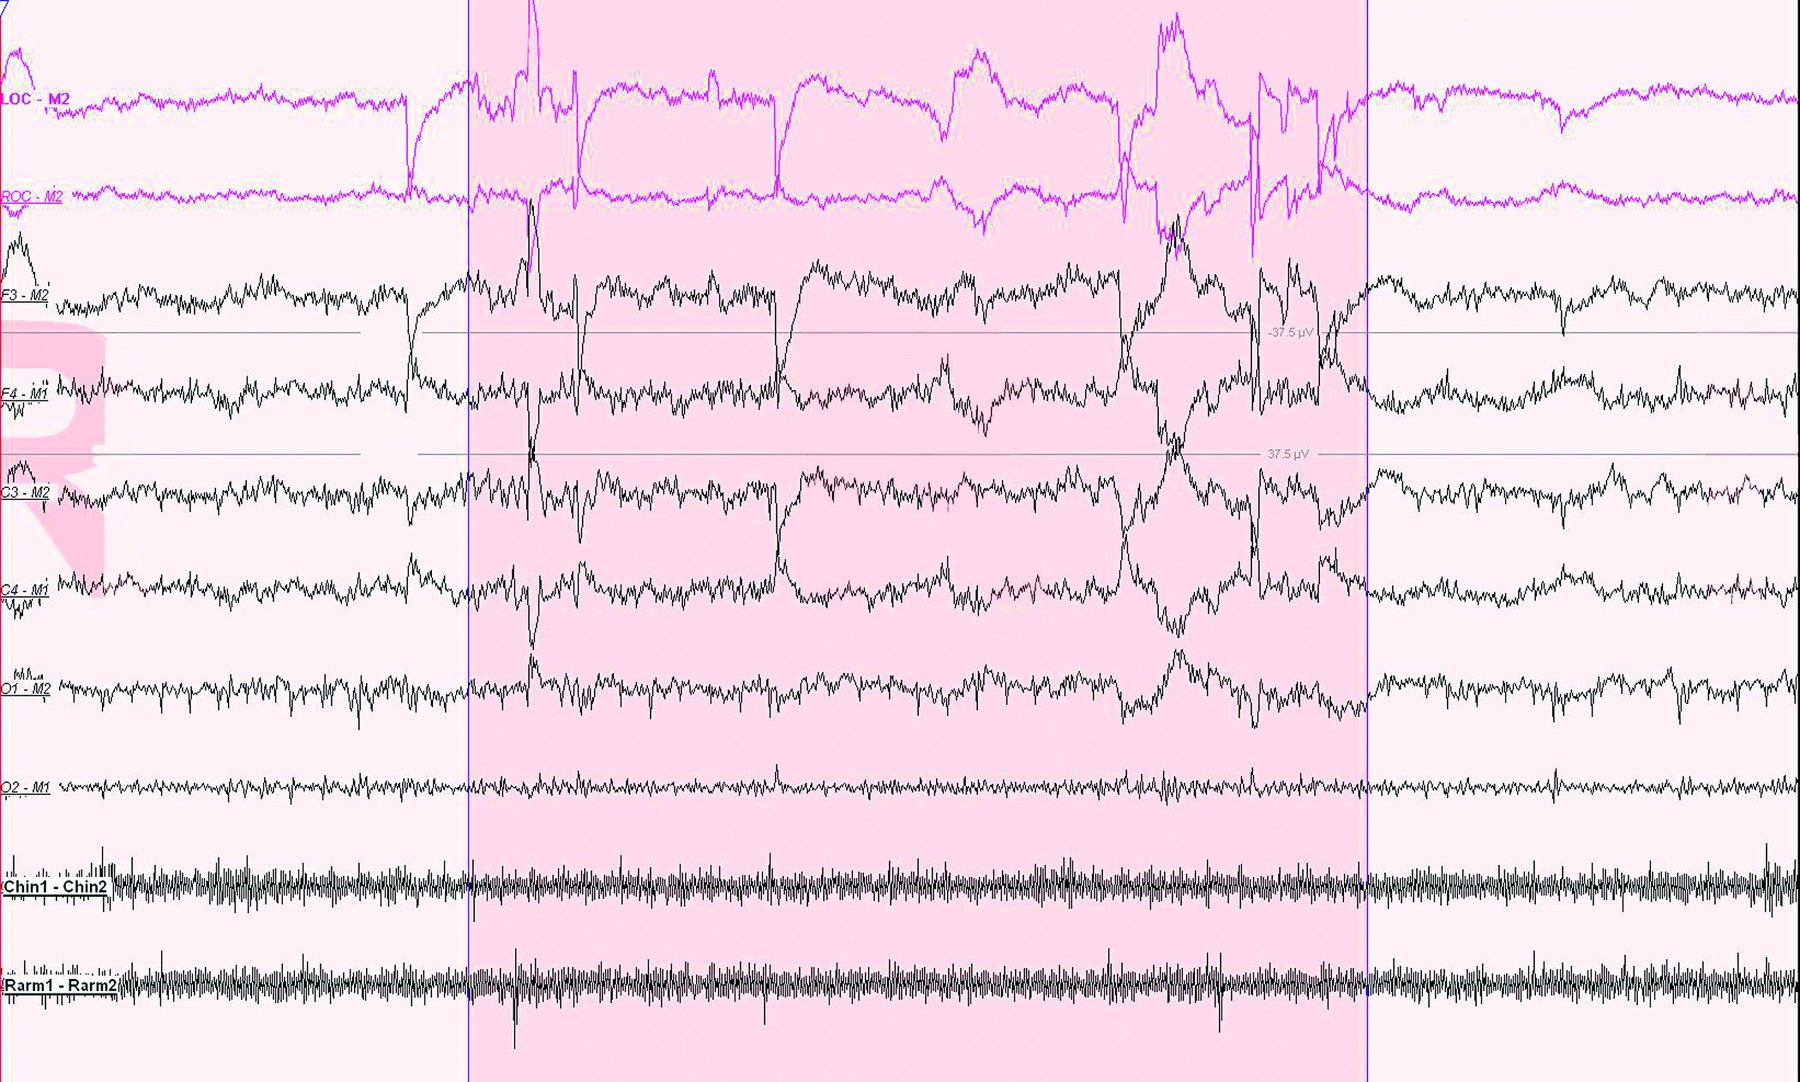 LOC - M2
ROC - M2
F3 - M2
-37.5 µV
F4 - M1
37.5 µV
C3 - M2
C4 - M1
O1 - M2
O2 - M1
Chin1 - Chin2
Rarm1 - Rarm2
R